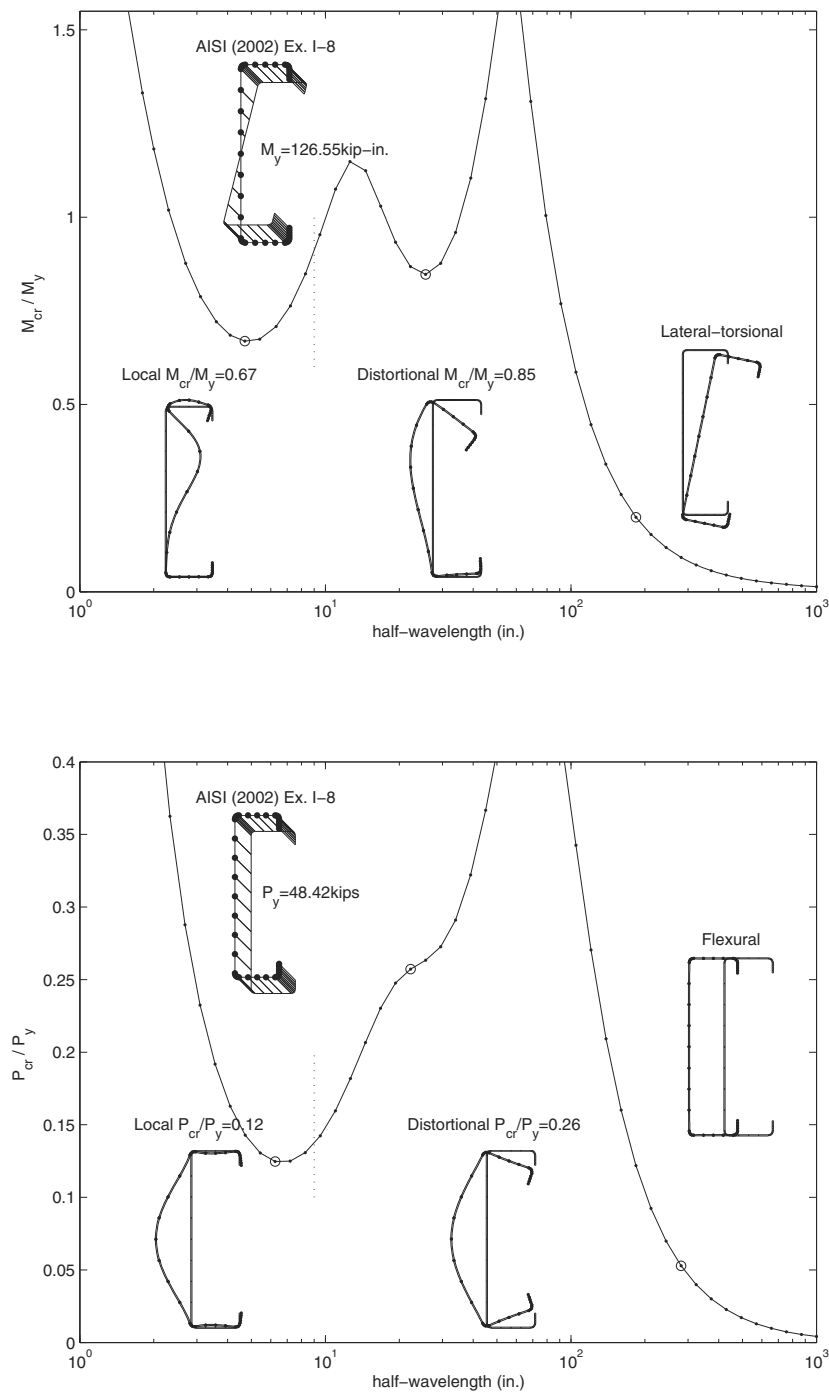 1.5
AISI (2002) Ex. I−8
M_y=126.55kip−in.
1
M_cr / M_y
Lateral−torsional
Local M_cr/M_y=0.67
Distortional M_cr/M_y=0.85
0.5
0
10^0
10^1
10^2
10^3
half−wavelength (in.)
0.4
AISI (2002) Ex. I−8
0.35
P_y=48.42kips
0.3
Flexural
0.25
0.2
P_cr / P_y
0.15
Local P_cr/P_y=0.12
Distortional P_cr/P_y=0.26
0.1
0.05
0
10^0
10^1
10^2
10^3
half−wavelength (in.)